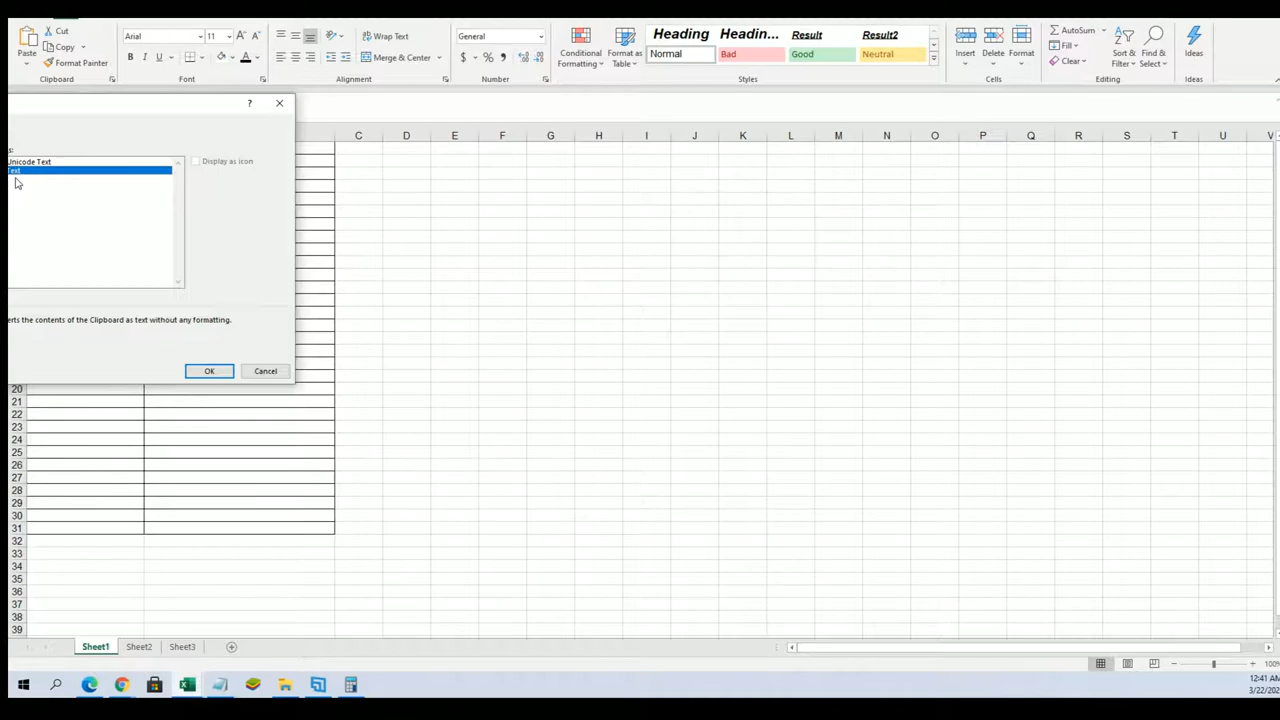 Cut
Copy
Paste
Format Painter
Clipboard
Arial
11
B I U
Font
Wrap Text
Merge & Center
Alignment
General
$ % ,
Number
Conditional
Formatting
Format as
Table
Heading
Headin...
Result
Result2
Normal
Bad
Good
Neutral
Styles
Insert
Delete
Format
Cells
AutoSum
Fill
Clear
Sort &
Filter
Find &
Select
Editing
Ideas
Ideas
?
s:
Unicode Text
Text
Display as icon
erts the contents of the Clipboard as text without any formatting.
OK
Cancel
C D E F G H I J K L M N O P Q R S T U V
20
21
22
23
24
25
26
27
28
29
30
31
32
33
34
35
36
37
38
39
Sheet1
Sheet2
Sheet3
100%
12:41 AM
3/22/202